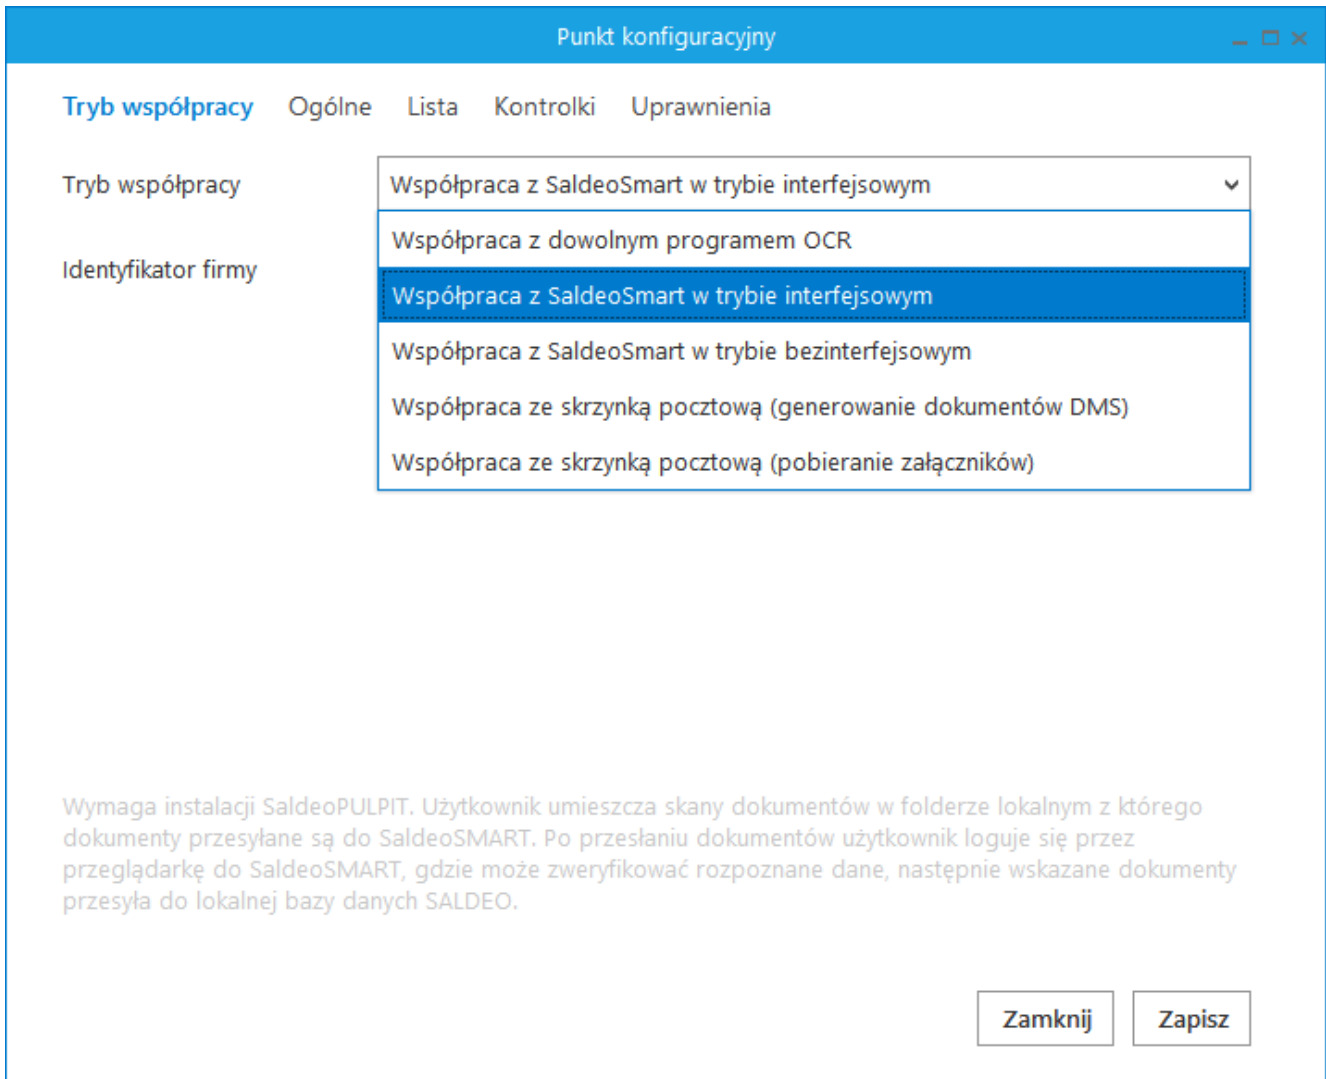 Punkt konfiguracyjny
Tryb współpracy Ogólne Lista Kontrolki Uprawnienia
Tryb współpracy Współpraca z SaldeoSmart w trybie interfejsowym
Współpraca z dowolnym programem OCR
Identyfikator firmy
Współpraca z SaldeoSmart w trybie interfejsowym
Współpraca z SaldeoSmart w trybie bezinterfejsowym
Współpraca ze skrzynką pocztową (generowanie dokumentów DMS)
Współpraca ze skrzynką pocztową (pobieranie załączników)
Wymaga instalacji SaldeoPULPIT. Użytkownik umieszcza skany dokumentów w folderze lokalnym z którego
dokumenty przesyłane są do SaldeoSMART. Po przesłaniu dokumentów użytkownik loguje się przez
przeglądarkę do SaldeoSMART, gdzie może zweryfikować rozpoznane dane, następnie wskazane dokumenty
przesyła do lokalnej bazy danych SALDEO.
Zamknij Zapisz